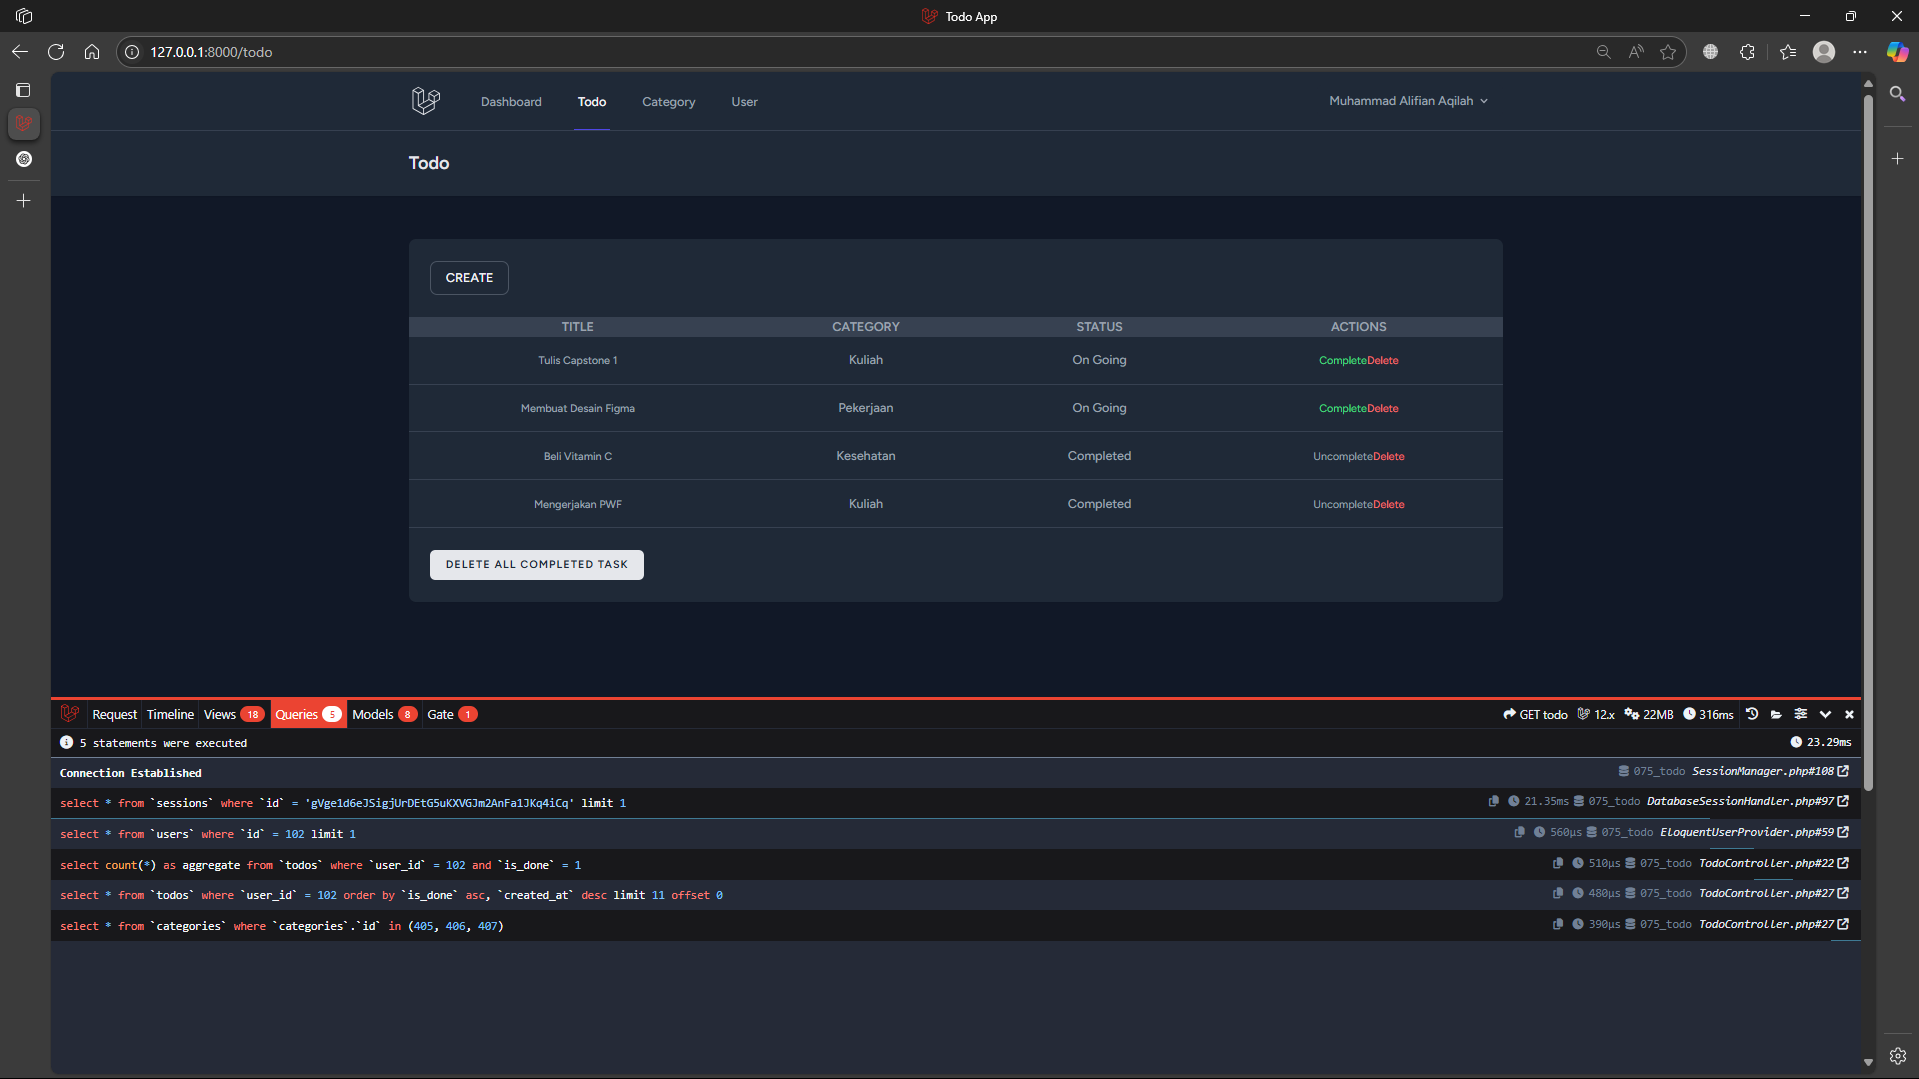 Todo App
127.0.0.1:8000/todo
Dashboard Todo Category User Muhammad Alifian Aqilah
Todo
CREATE
TITLE CATEGORY STATUS ACTIONS
Tulis Capstone 1 Kuliah On Going CompleteDelete
Membuat Desain Figma Pekerjaan On Going CompleteDelete
Beli Vitamin C Kesehatan Completed UncompleteDelete
Mengerjakan PWF Kuliah Completed UncompleteDelete
DELETE ALL COMPLETED TASK
Request Timeline Views 18 Queries 5 Models 8 Gate 1 GET todo 12.x 22MB 316ms
5 statements were executed 23.29ms
Connection Established 075_todo SessionManager.php#108
select * from `sessions` where `id` = 'gVge1d6eJSigjUrDEtG5uKXVGJm2AnFa1JKq4iCq' limit 1 21.35ms 075_todo DatabaseSessionHandler.php#97
select * from `users` where `id` = 102 limit 1 560μs 075_todo EloquentUserProvider.php#59
select count(*) as aggregate from `todos` where `user_id` = 102 and `is_done` = 1 510μs 075_todo TodoController.php#22
select * from `todos` where `user_id` = 102 order by `is_done` asc, `created_at` desc limit 11 offset 0 480μs 075_todo TodoController.php#27
select * from `categories` where `categories`.`id` in (405, 406, 407) 390μs 075_todo TodoController.php#27